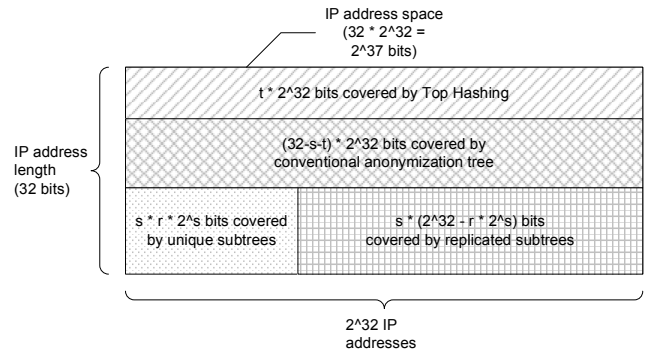 IP address space
(32 * 2^32 =
2^37 bits)
t * 2^32 bits covered by Top Hashing
(32-s-t) * 2^32 bits covered by
conventional anonymization tree
IP address
length
(32 bits)
s * r * 2^s bits covered
by unique subtrees
s * (2^32 - r * 2^s) bits
covered by replicated subtrees
2^32 IP
addresses